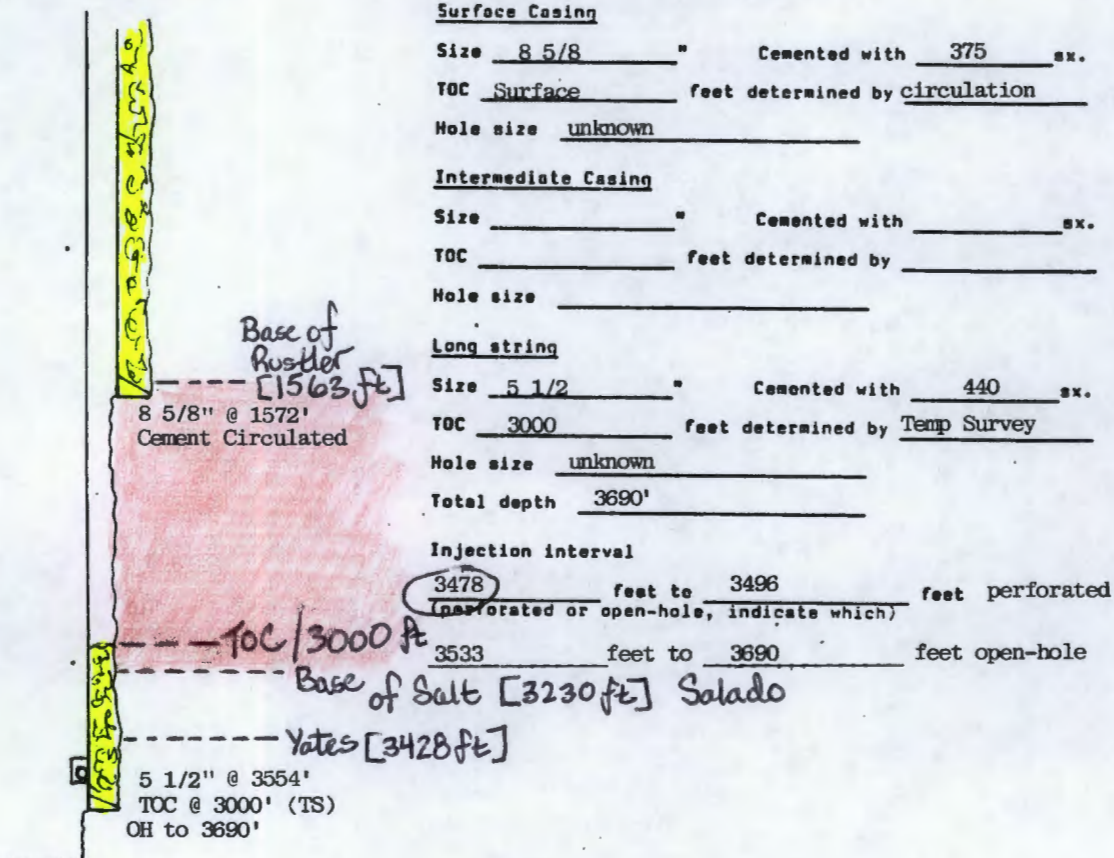 Surface Casing
Size 8 5/8 " Cemented with 375 sx.
TOC Surface feet determined by circulation
Hole size unknown
Intermediate Casing
Size " Cemented with sx.
TOC feet determined by
Hole size
Base of
Rustler
[1563 ft]
8 5/8" @ 1572'
Cement Circulated
Long string
Size 5 1/2 " Cemented with 440 sx.
TOC 3000 feet determined by Temp Survey
Hole size unknown
Total depth 3690'
Injection interval
3478 feet to 3496 feet perforated
(perforated or open-hole, indicate which)
TOC/3000 ft
3533 feet to 3690 feet open-hole
Base of Salt [3230 ft] Salado
Yates [3428 ft]
5 1/2" @ 3554'
TOC @ 3000' (TS)
OH to 3690'